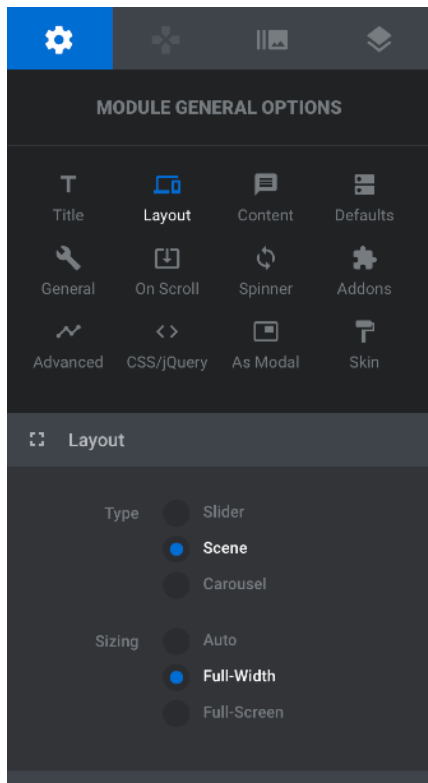 MODULE GENERAL OPTIONS
Title Layout Content Defaults
General On Scroll Spinner Addons
Advanced CSS/jQuery As Modal Skin
Layout
Type Slider
Scene
Carousel
Sizing Auto
Full-Width
Full-Screen